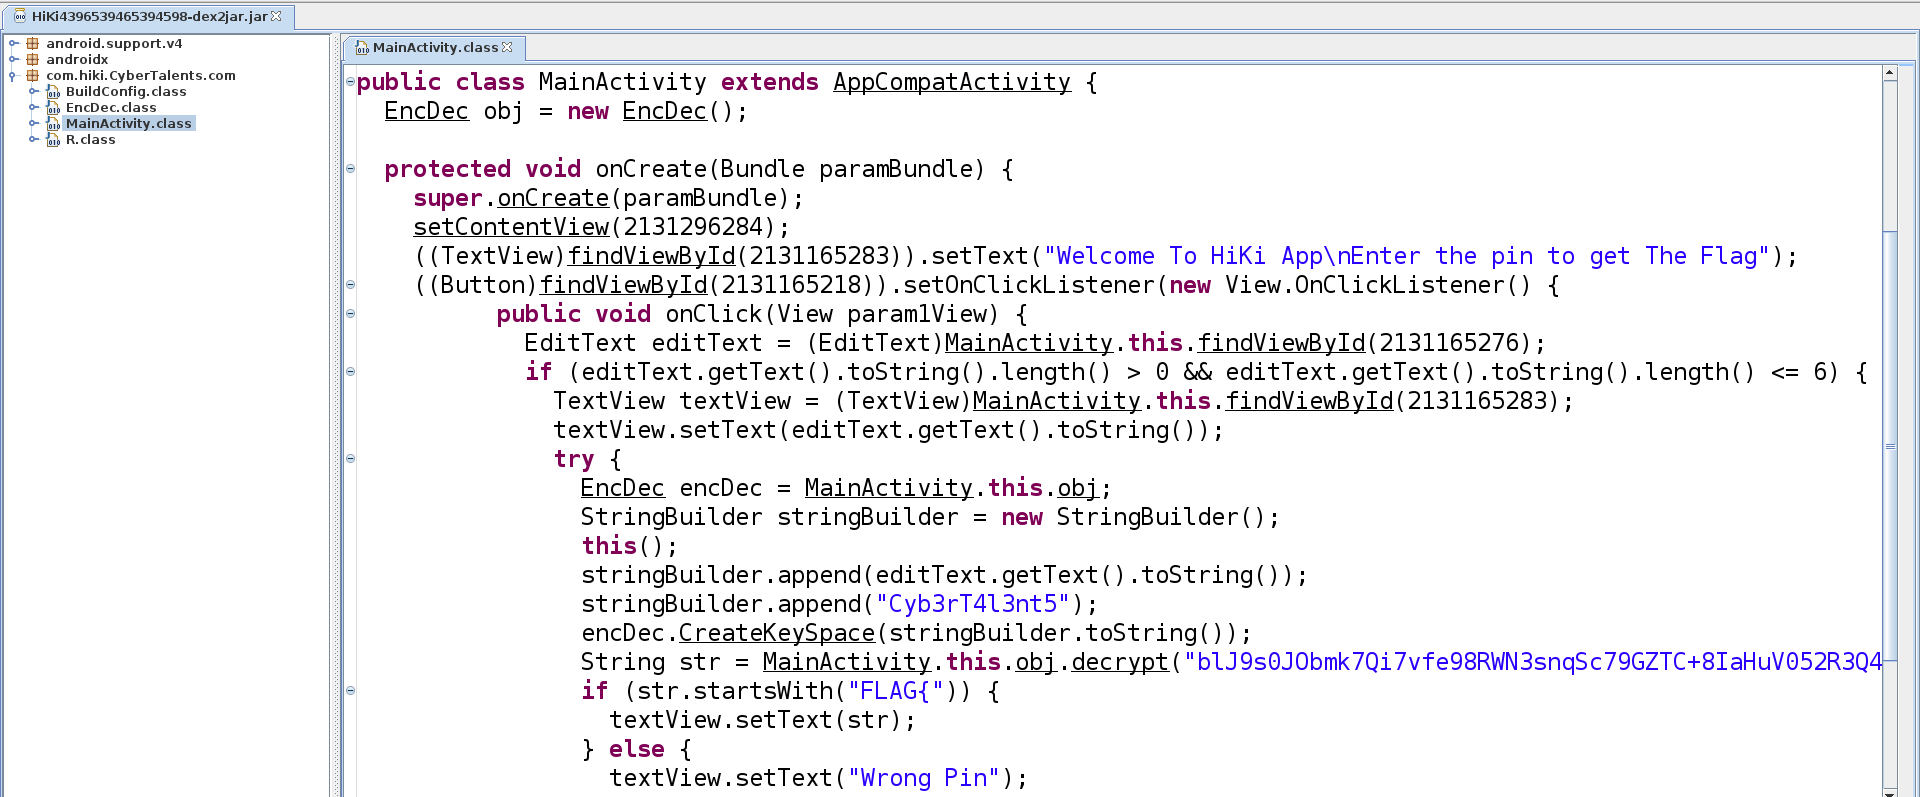 HiKi4396539465394598-dex2jar.jar
android.support.v4
androidx
com.hiki.CyberTalents.com
BuildConfig.class
EncDec.class
MainActivity.class
R.class
MainActivity.class
public class MainActivity extends AppCompatActivity {
EncDec obj = new EncDec();
protected void onCreate(Bundle paramBundle) {
super.onCreate(paramBundle);
setContentView(2131296284);
((TextView)findViewById(2131165283)).setText("Welcome To HiKi App\nEnter the pin to get The Flag");
((Button)findViewById(2131165218)).setOnClickListener(new View.OnClickListener() {
public void onClick(View param1View) {
EditText editText = (EditText)MainActivity.this.findViewById(2131165276);
if (editText.getText().toString().length() > 0 && editText.getText().toString().length() <= 6) {
TextView textView = (TextView)MainActivity.this.findViewById(2131165283);
textView.setText(editText.getText().toString());
try {
EncDec encDec = MainActivity.this.obj;
StringBuilder stringBuilder = new StringBuilder();
this();
stringBuilder.append(editText.getText().toString());
stringBuilder.append("Cyb3rT4l3nt5");
encDec.CreateKeySpace(stringBuilder.toString());
String str = MainActivity.this.obj.decrypt("blJ9s0JObmk7Qi7vfe98RWN3snqSc79GZTC+8IaHuV052R3Q4
if (str.startsWith("FLAG{")) {
textView.setText(str);
} else {
textView.setText("Wrong Pin");